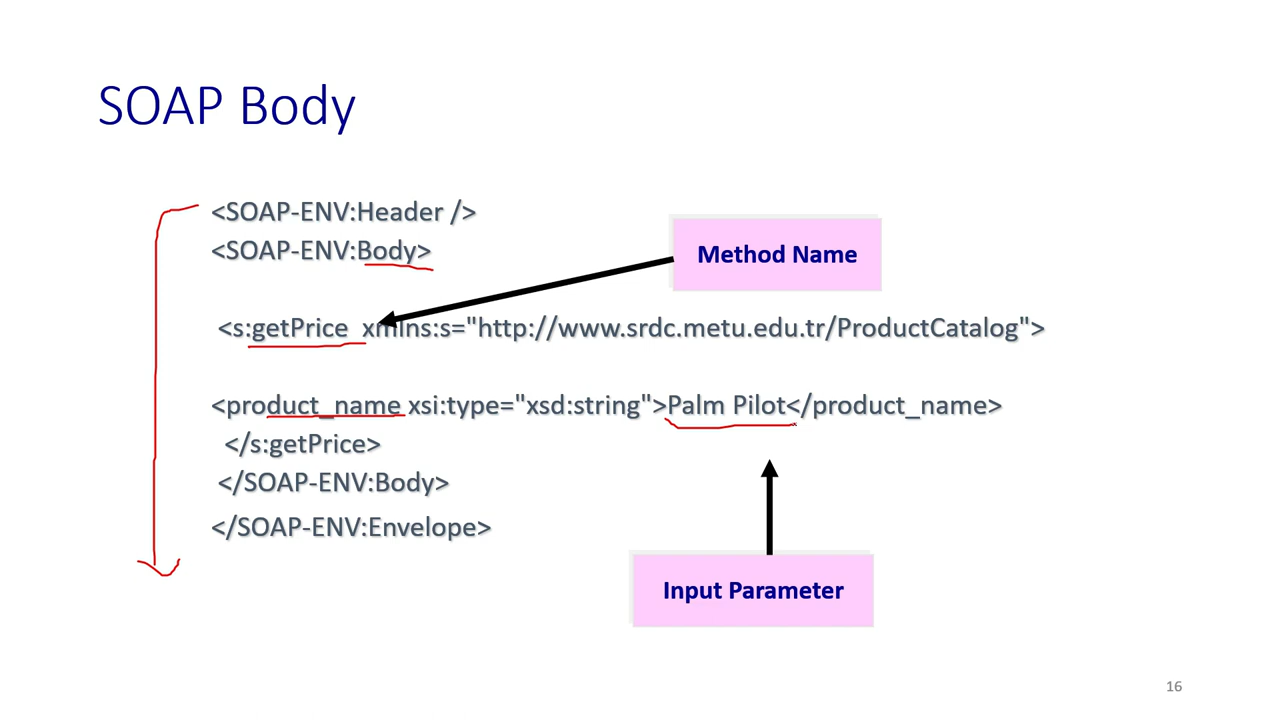 SOAP Body
<SOAP-ENV:Header />
<SOAP-ENV:Body>
Method Name
<s:getPrice xmlns:s="http://www.srdc.metu.edu.tr/ProductCatalog">
<product_name xsi:type="xsd:string">Palm Pilot</product_name>
</s:getPrice>
</SOAP-ENV:Body>
</SOAP-ENV:Envelope>
Input Parameter
16